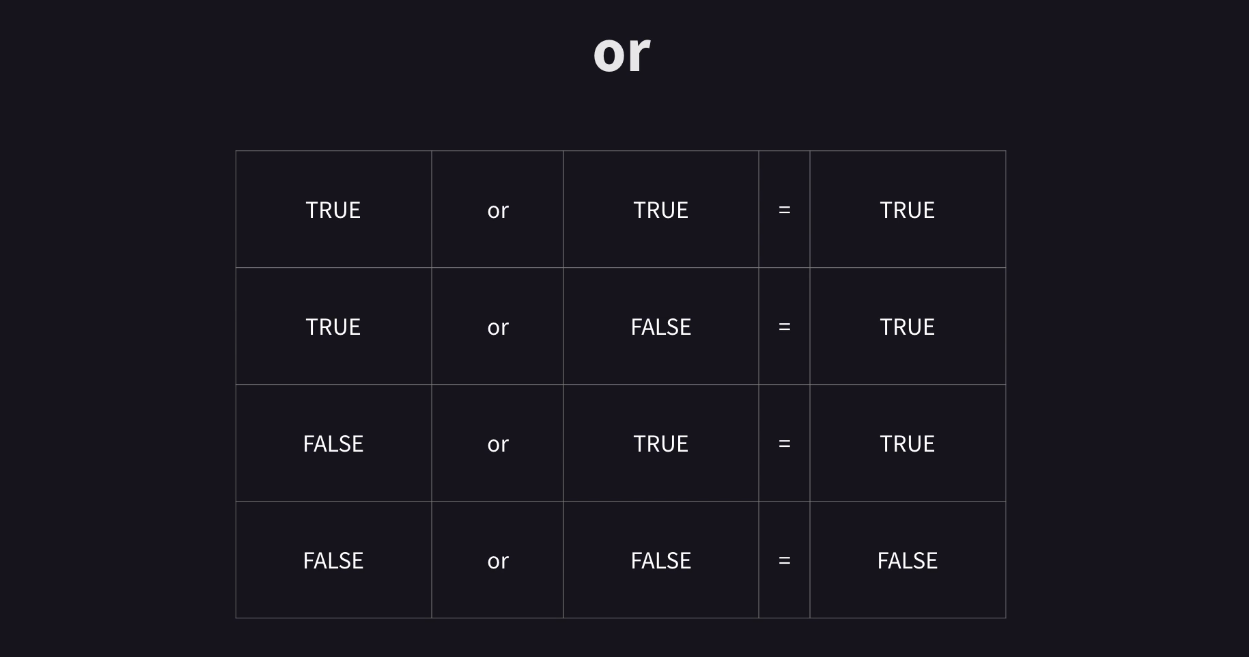 or
TRUE or TRUE = TRUE
TRUE or FALSE = TRUE
FALSE or TRUE = TRUE
FALSE or FALSE = FALSE